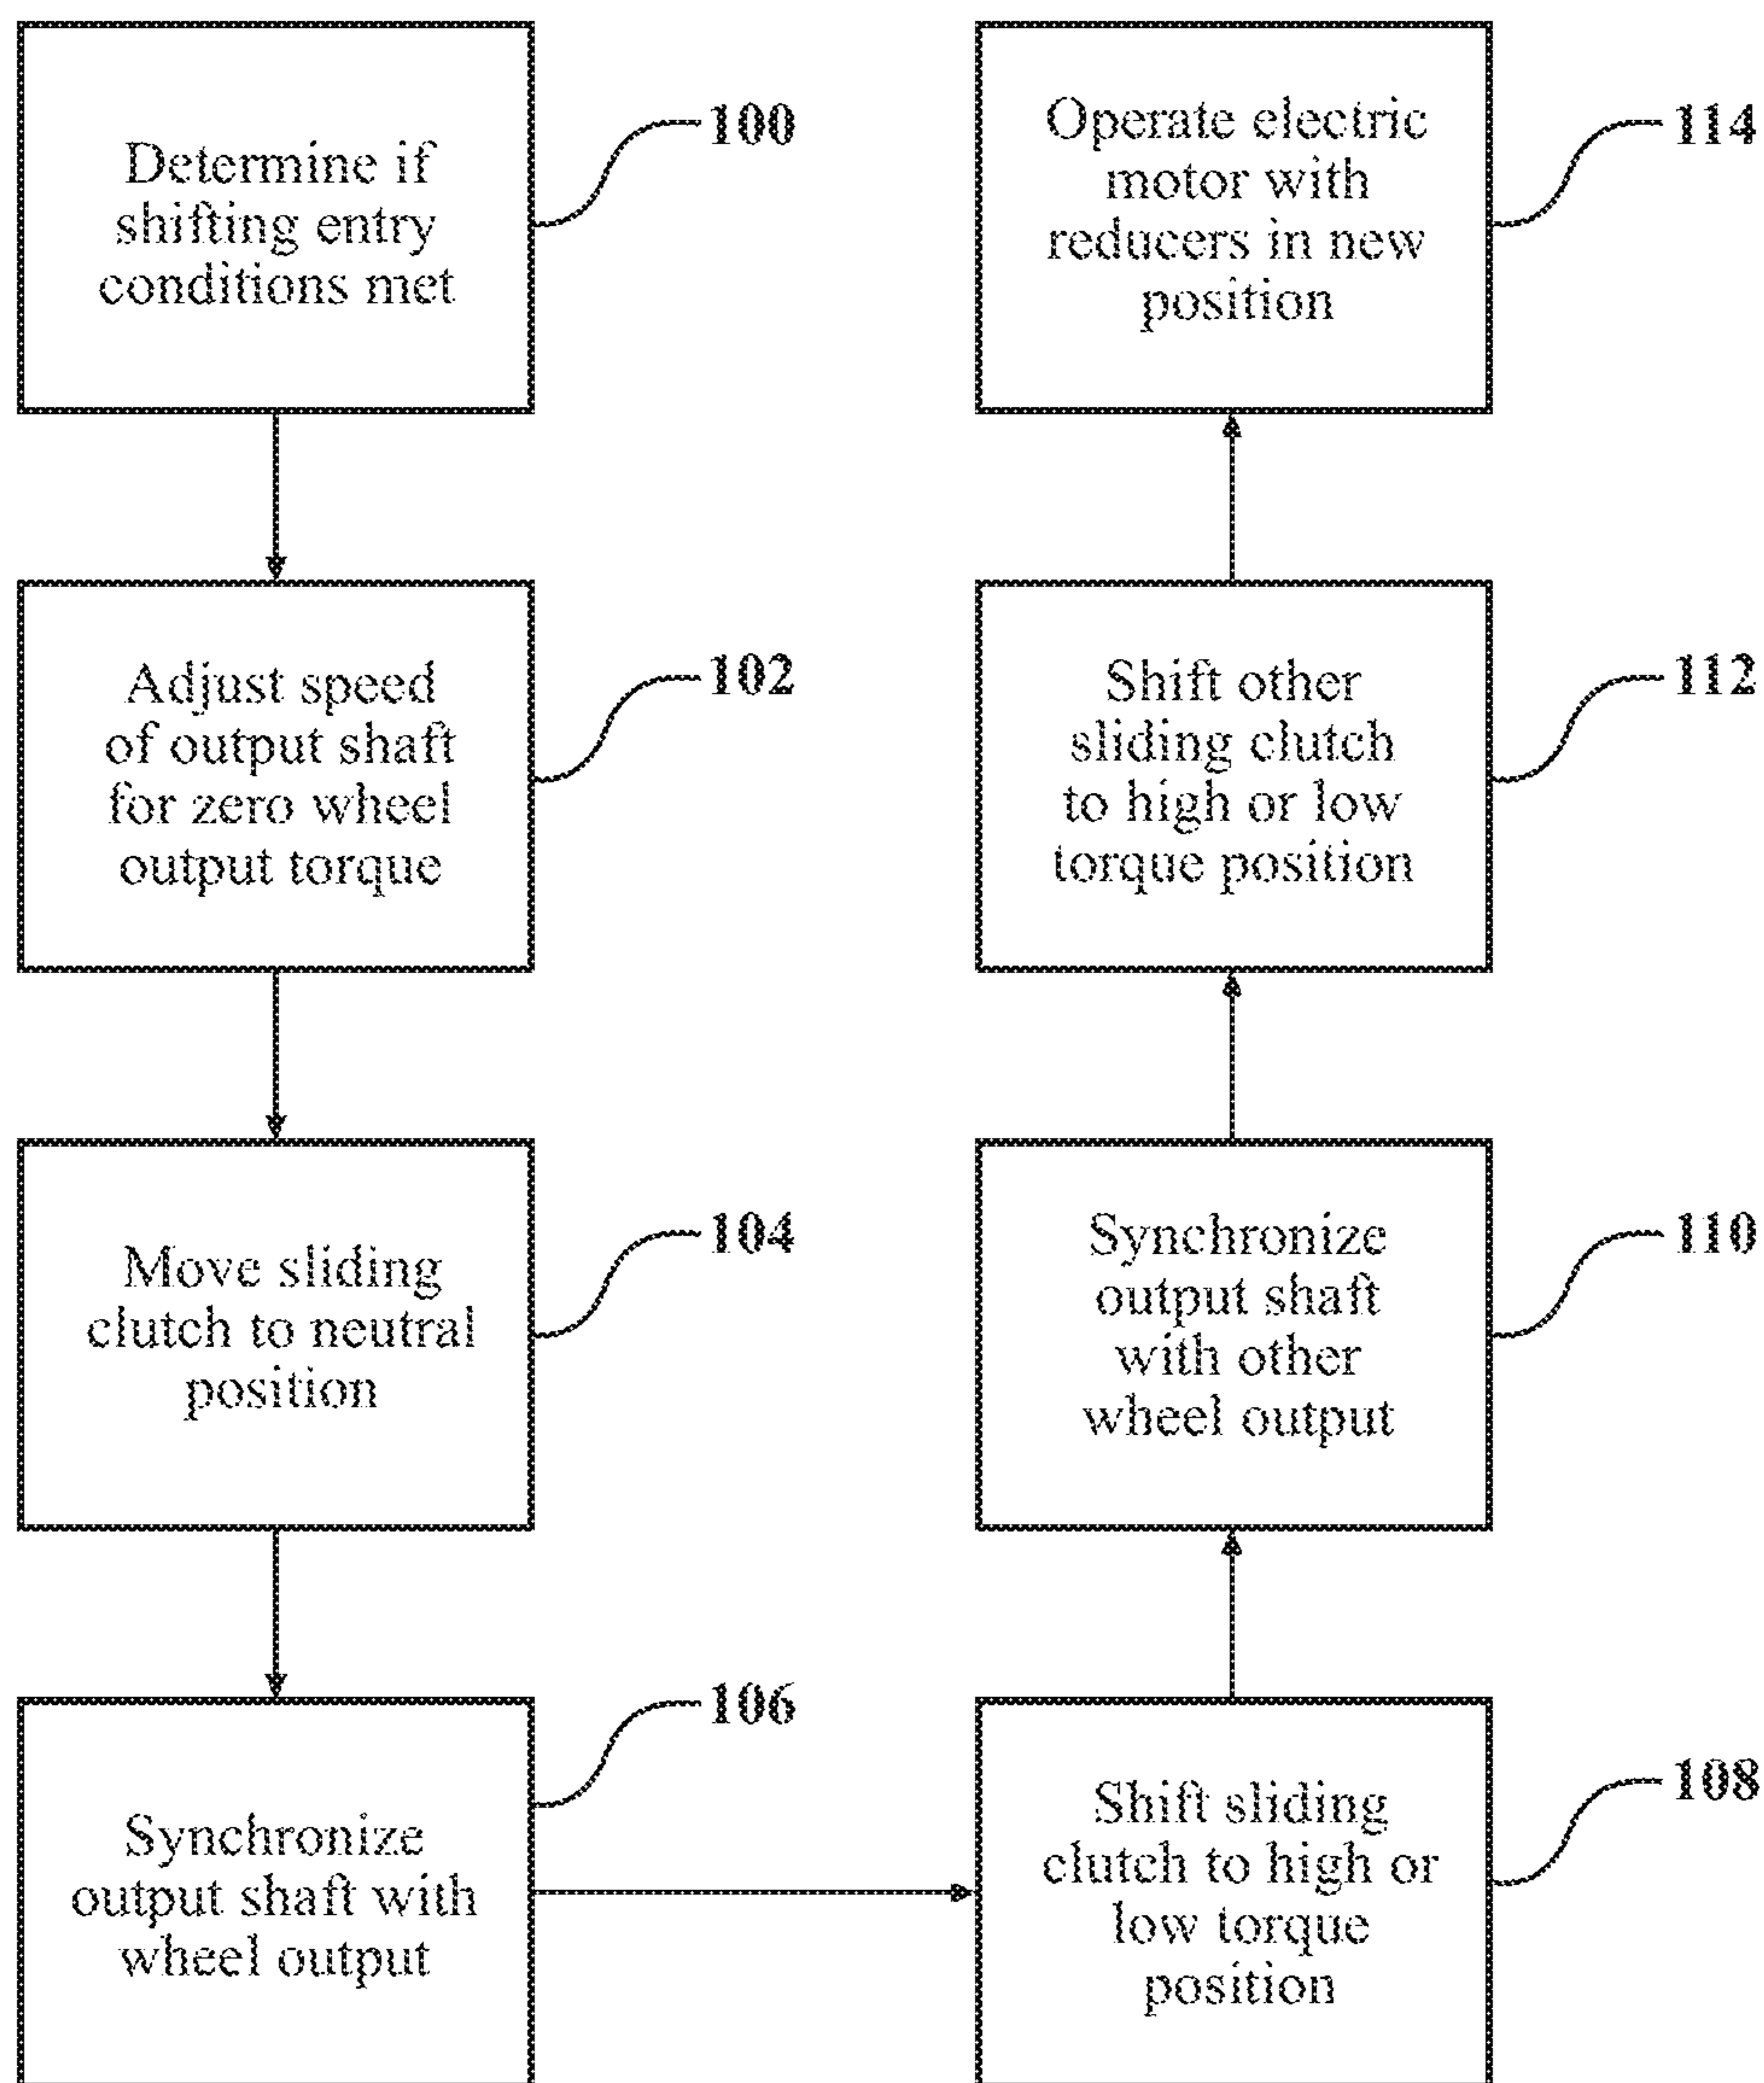 Determine if
shifting entry
conditions met
100
Adjust speed
of output shaft
for zero wheel
output torque
102
Move sliding
clutch to neutral
position
104
Synchronize
output shaft with
wheel output
106
Shift sliding
clutch to high or
low torque
position
108
Synchronize
output shaft
with other
wheel output
110
Shift other
sliding clutch
to high or low
torque position
112
Operate electric
motor with
reducers in new
position
114